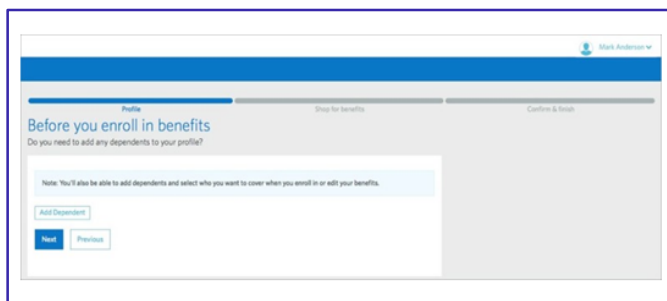 Mark Anderson
Profile
Shop for benefits
Confirm & finish
Before you enroll in benefits
Do you need to add any dependents to your profile?
Note: You'll also be able to add dependents and select who you want to cover when you enroll in or edit your benefits.
Add Dependent
Next
Previous